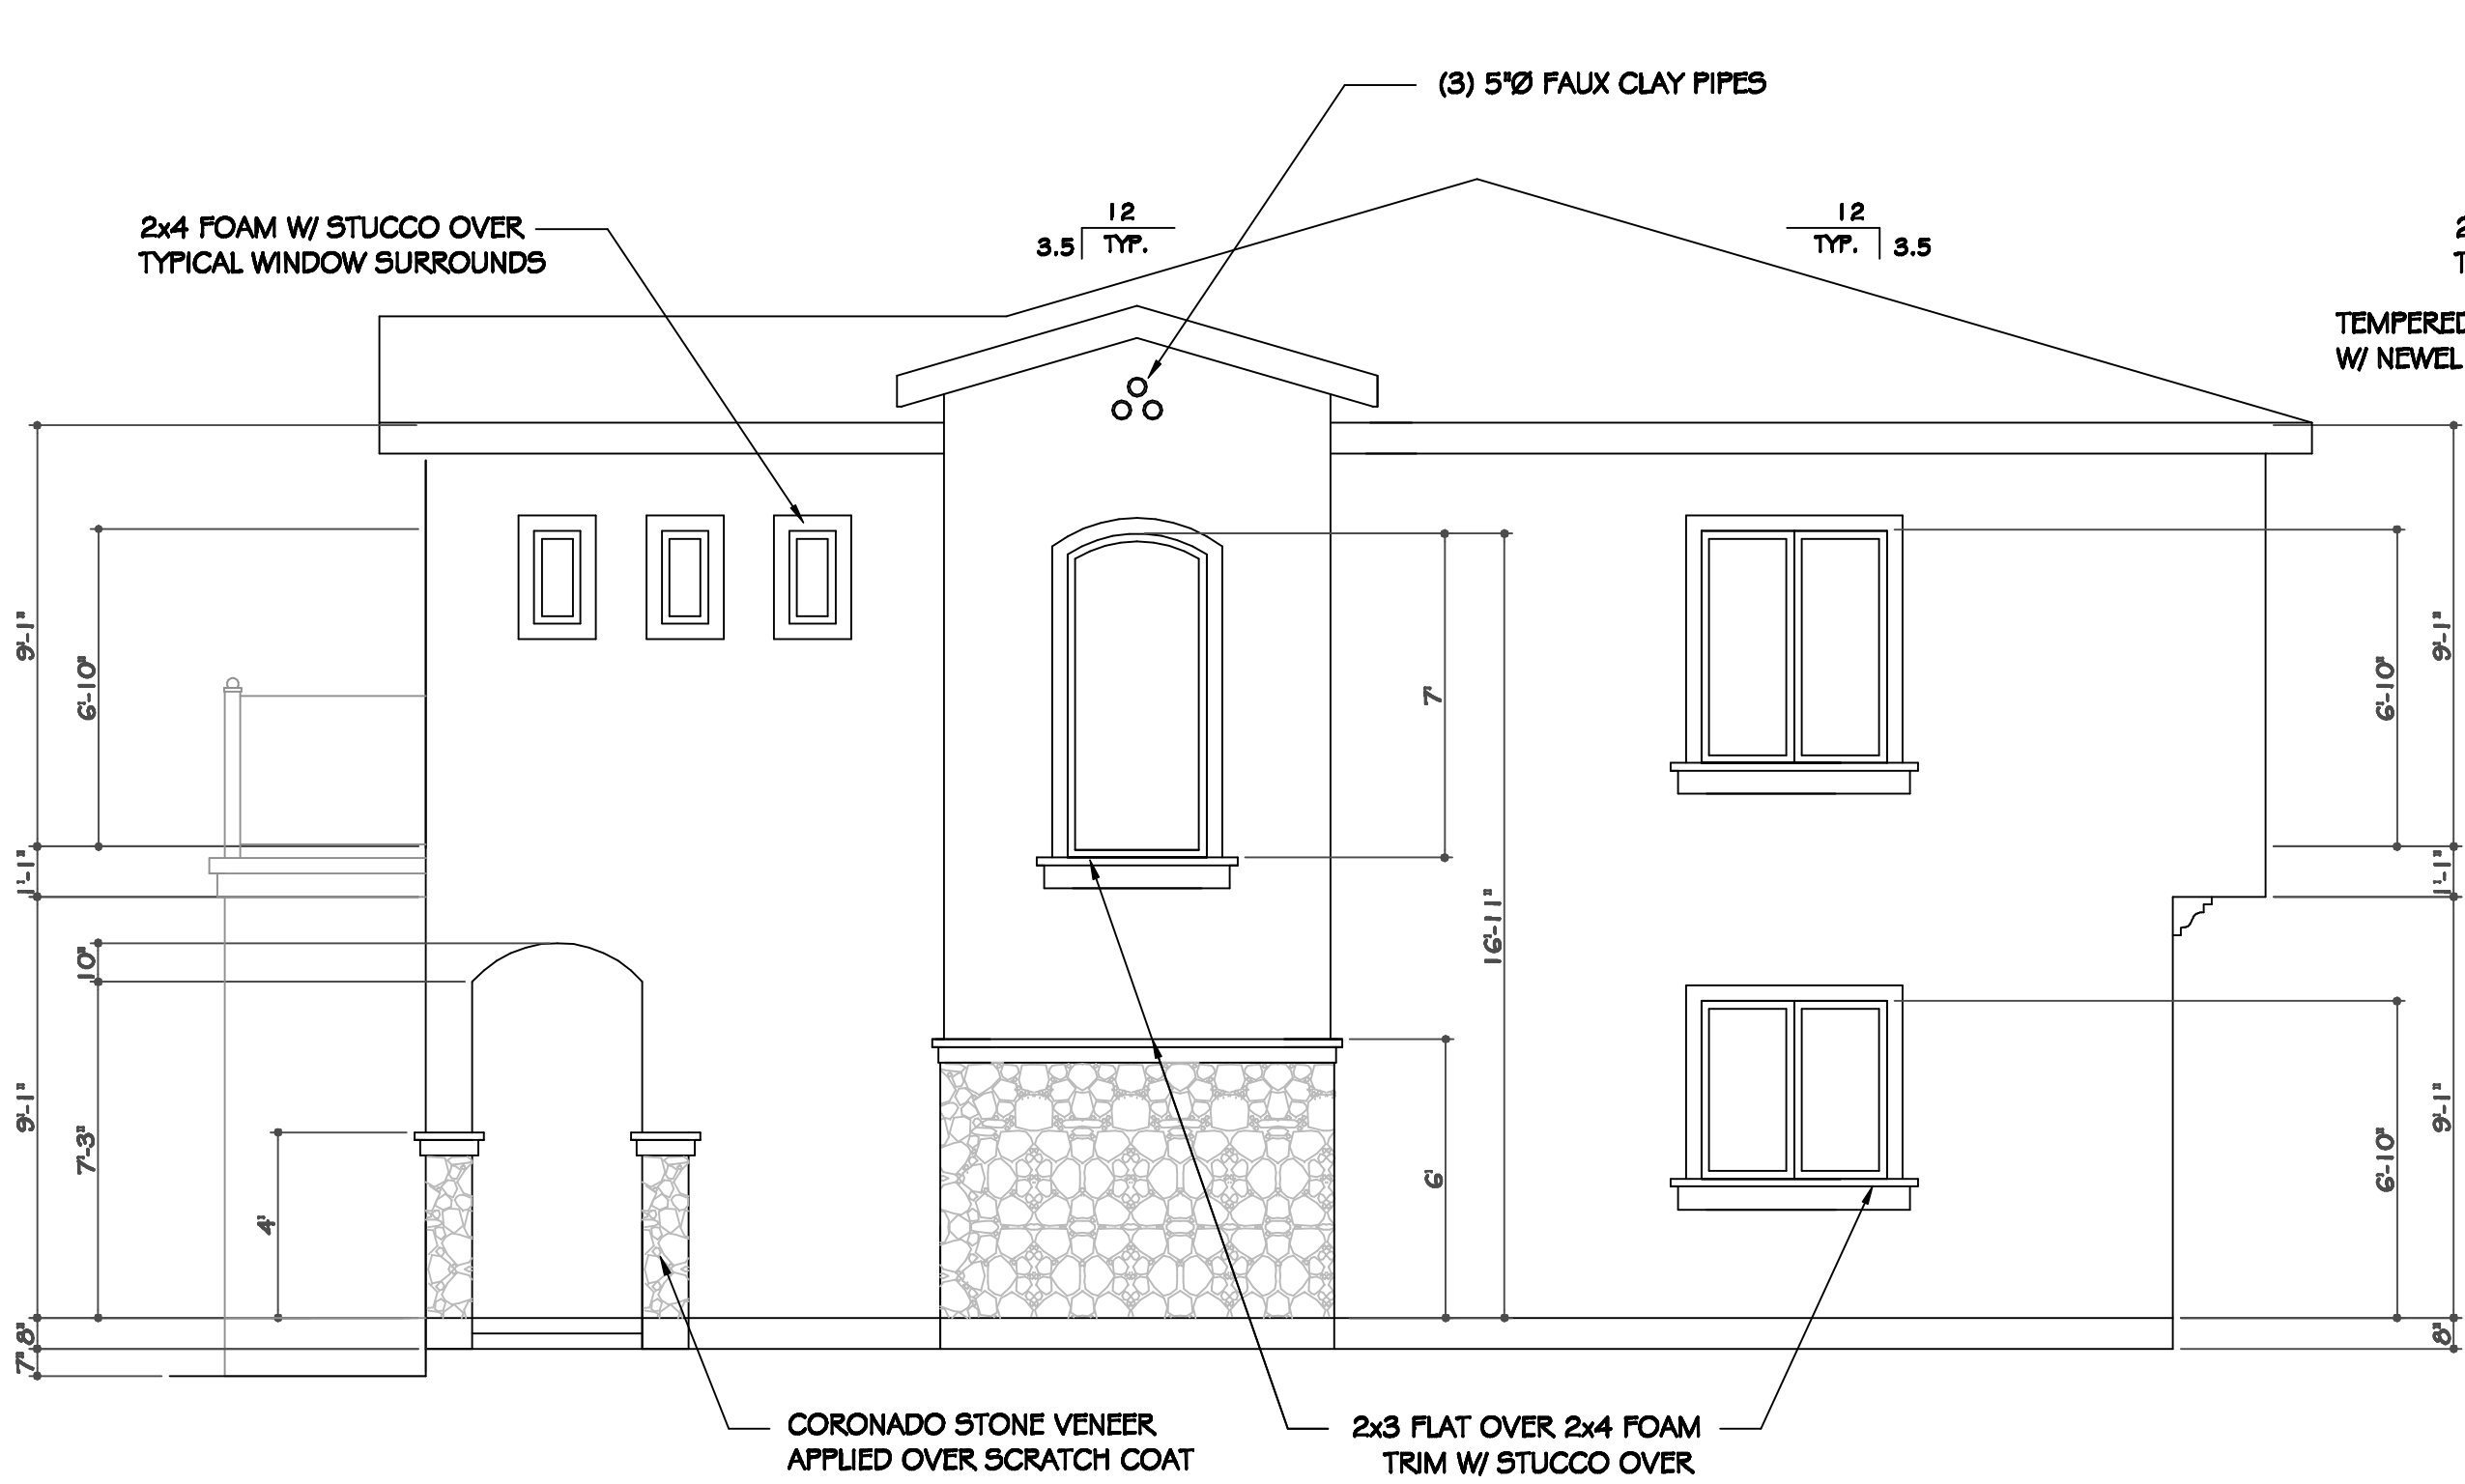 (3) 5"Ø FAUX CLAY PIPES
2x4 FOAM W/ STUCCO OVER
TYPICAL WINDOW SURROUNDS
12
3.5
TYP.
12
TYP.
3.5
TEMPERED
W/ NEWEL
9'-1"
6'-10"
1'-1"
10"
9'-1"
7'-3"
4'
8"
7"
7'
16'-11"
6'
6'-10"
9'-1"
1'-1"
9'-1"
6'-10"
8"
CORONADO STONE VENEER
APPLIED OVER SCRATCH COAT
2x3 FLAT OVER 2x4 FOAM
TRIM W/ STUCCO OVER